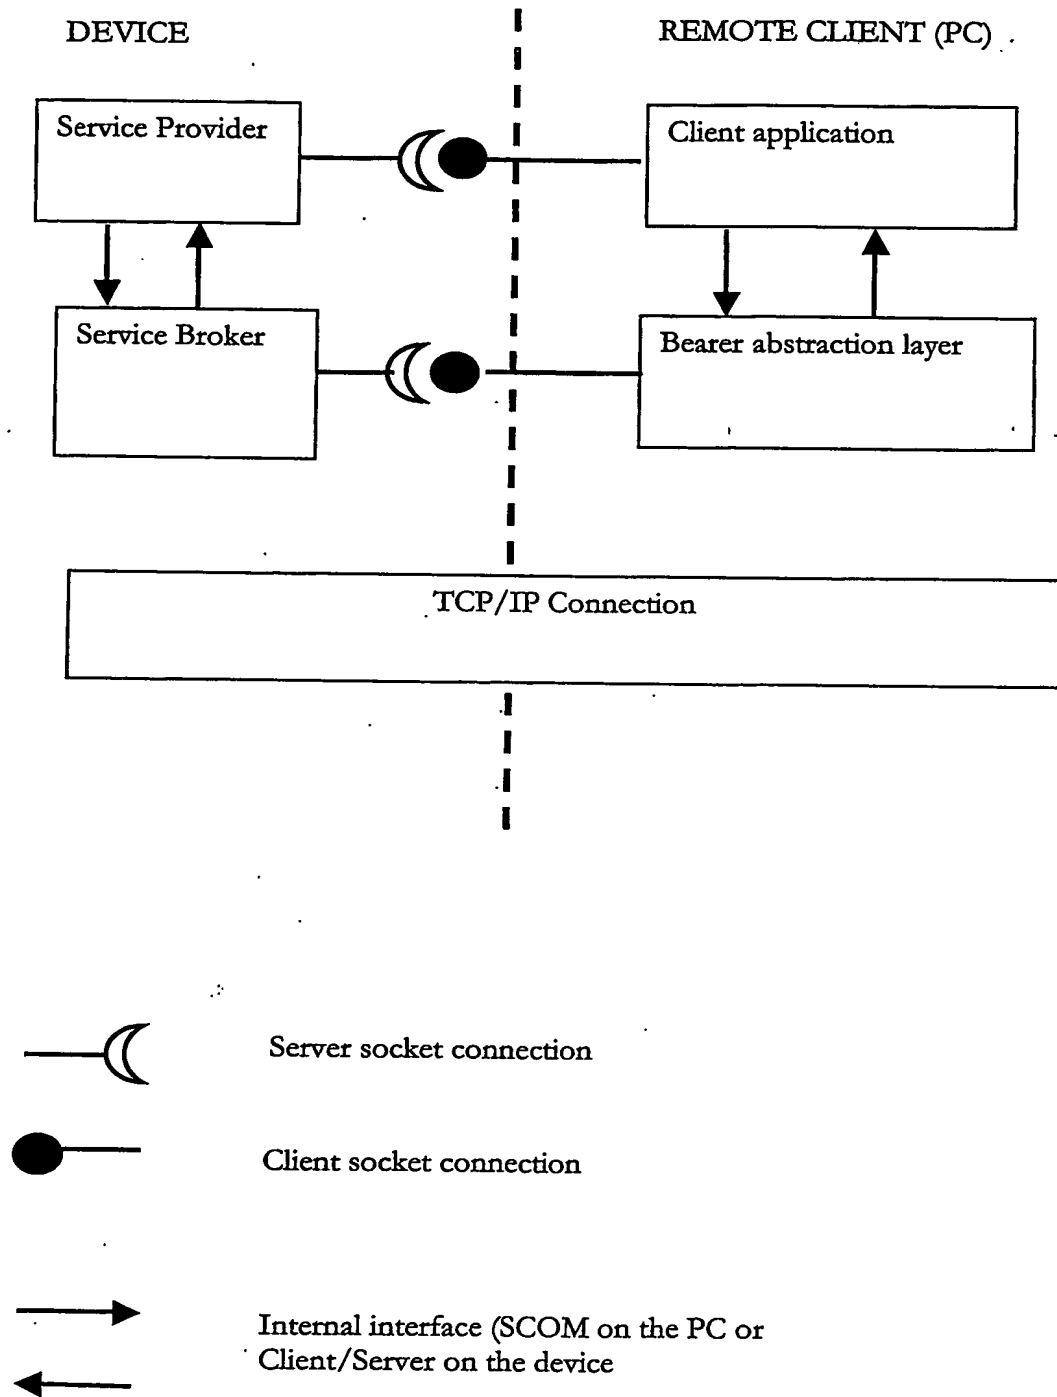 DEVICE
REMOTE CLIENT (PC)
Service Provider
Client application
Service Broker
Bearer abstraction layer
TCP/IP Connection
Server socket connection
Client socket connection
Internal interface (SCOM on the PC or
Client/Server on the device